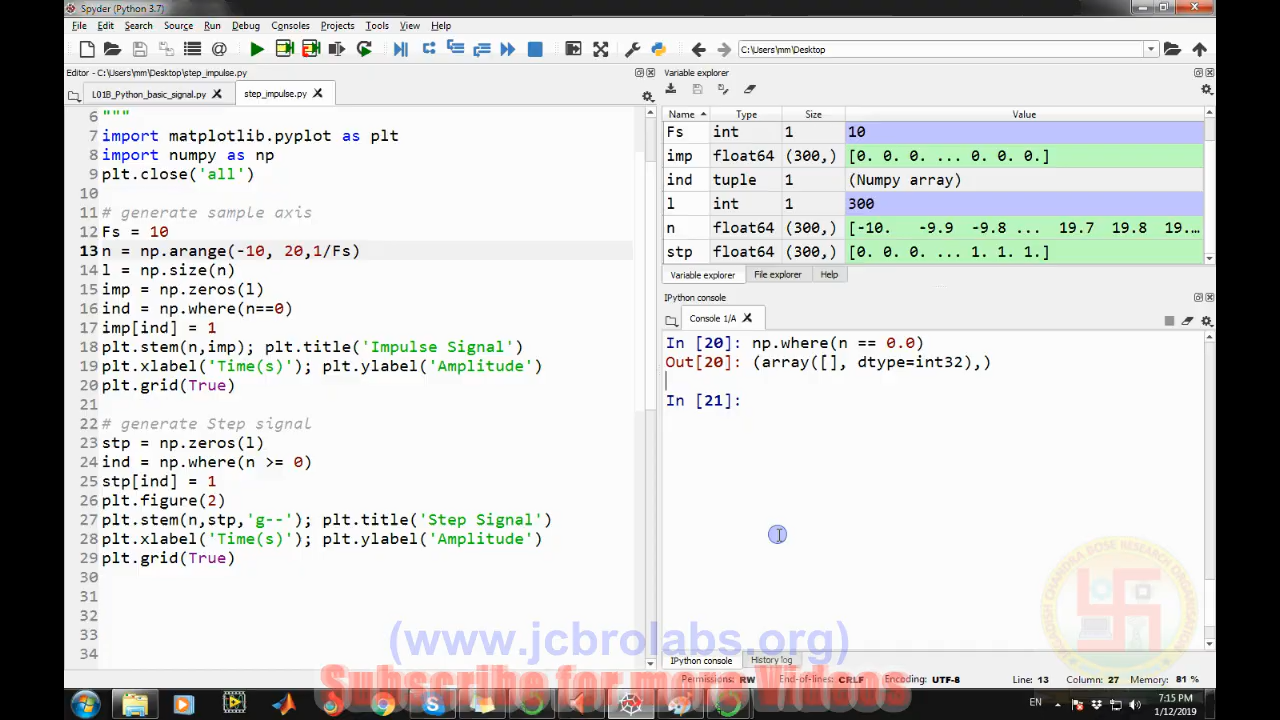 Spyder (Python 3.7)
File Edit Search Source Run Debug Consoles Projects Tools View Help
C:\Users\mm\Desktop
Editor - C:\Users\mm\Desktop\step_impulse.py
L01B_Python_basic_signal.py step_impulse.py
6 """
7 import matplotlib.pyplot as plt
8 import numpy as np
9 plt.close('all')
10
11 # generate sample axis
12 Fs = 10
13 n = np.arange(-10, 20,1/Fs)
14 l = np.size(n)
15 imp = np.zeros(l)
16 ind = np.where(n==0)
17 imp[ind] = 1
18 plt.stem(n,imp); plt.title('Impulse Signal')
19 plt.xlabel('Time(s)'); plt.ylabel('Amplitude')
20 plt.grid(True)
21
22 # generate Step signal
23 stp = np.zeros(l)
24 ind = np.where(n >= 0)
25 stp[ind] = 1
26 plt.figure(2)
27 plt.stem(n,stp,'g--'); plt.title('Step Signal')
28 plt.xlabel('Time(s)'); plt.ylabel('Amplitude')
29 plt.grid(True)
30
31
32
33
34
Variable explorer
Name Type Size Value
Fs int 1 10
imp float64 (300,) [0. 0. 0. ... 0. 0. 0.]
ind tuple 1 (Numpy array)
l int 1 300
n float64 (300,) [-10. -9.9 -9.8 ... 19.7 19.8 19....
stp float64 (300,) [0. 0. 0. ... 1. 1. 1.]
Variable explorer File explorer Help
IPython console
Console 1/A
In [20]: np.where(n == 0.0)
Out[20]: (array([], dtype=int32),)
In [21]:
(www.jcbrolabs.org)
IPython console History log
Subscribe for more Videos
Permissions: RW End-of-lines: CRLF Encoding: UTF-8 Line: 13 Column: 27 Memory: 81 %
EN 7:15 PM
1/12/2019